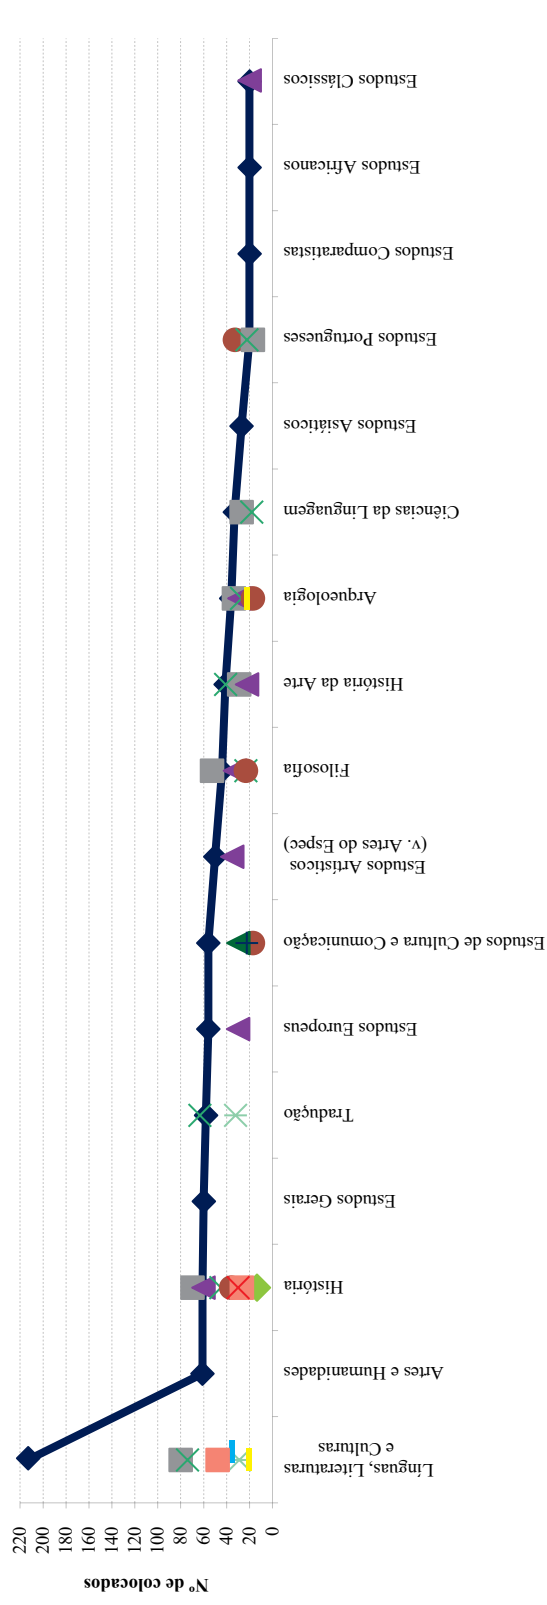 Nº de colocados
220
200
180
160
140
120
100
80
60
40
20
0
Línguas, Literaturas
e Culturas
Artes e Humanidades
História
Estudos Gerais
Tradução
Estudos Europeus
Estudos de Cultura e Comunicação
Estudos Artísticos
(v. Artes do Espec)
Filosofia
História da Arte
Arqueologia
Ciências da Linguagem
Estudos Asiáticos
Estudos Portugueses
Estudos Comparatistas
Estudos Africanos
Estudos Clássicos